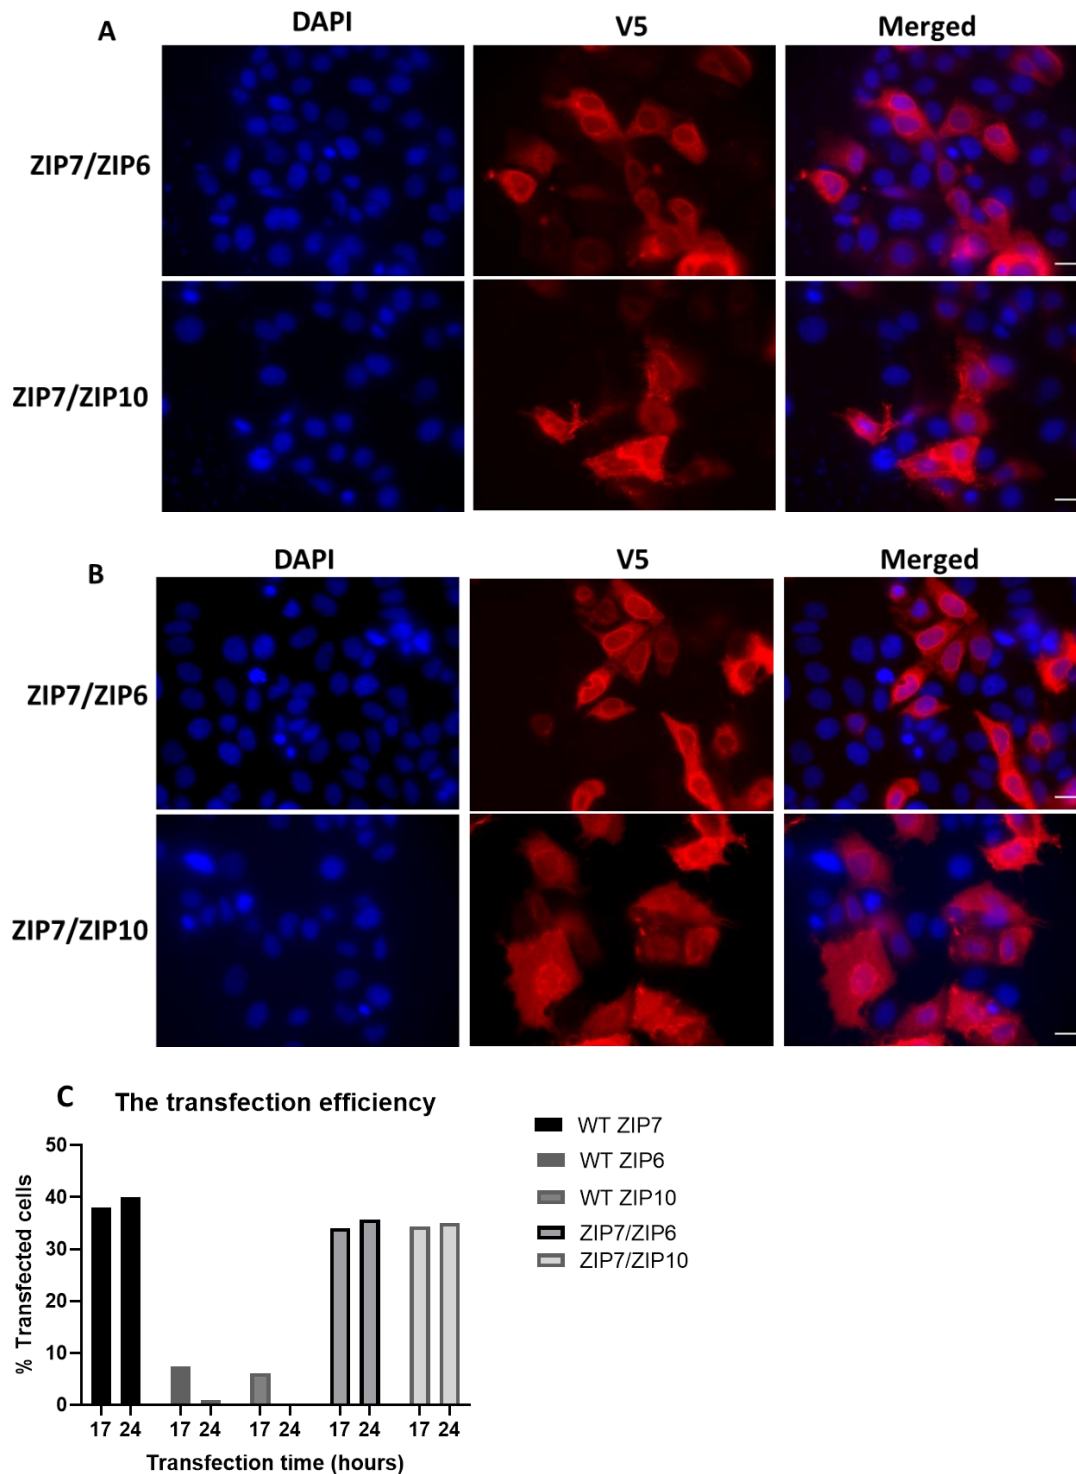 A
DAPI
V5
Merged
ZIP7/ZIP6
ZIP7/ZIP10
B
DAPI
V5
Merged
ZIP7/ZIP6
ZIP7/ZIP10
C
The transfection efficiency
% Transfected cells
50
40
30
20
10
0
17 24 17 24 17 24 17 24 17 24
Transfection time (hours)
WT ZIP7
WT ZIP6
WT ZIP10
ZIP7/ZIP6
ZIP7/ZIP10